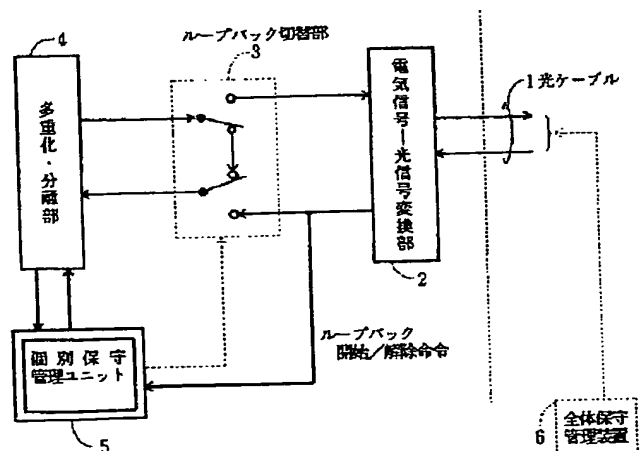 4
ループバック切替部
3
多重化・分離部
電気信号ー光信号変換部
1光ケーブル
2
ループバック
開始/解除命令
個別保守
管理ユニット
5
6
全体保守
管理装置